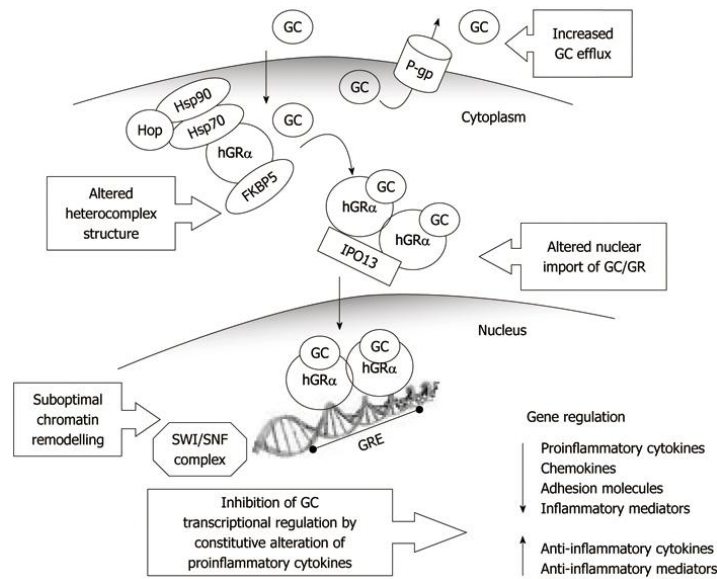 GC
GC
Increased
GC efflux
P-gp
GC
Cytoplasm
Hsp90
Hop
Hsp70
GC
hGRα
FKBP5
Altered
heterocomplex
structure
GC
hGRα
GC
hGRα
IPO13
Altered nuclear
import of GC/GR
Nucleus
GC
hGRα
GC
hGRα
Suboptimal
chromatin
remodelling
SWI/SNF
complex
GRE
Gene regulation
Proinflammatory cytokines
Chemokines
Adhesion molecules
Inflammatory mediators
Anti-inflammatory cytokines
Anti-inflammatory mediators
Inhibition of GC
transcriptional regulation by
constitutive alteration of
proinflammatory cytokines